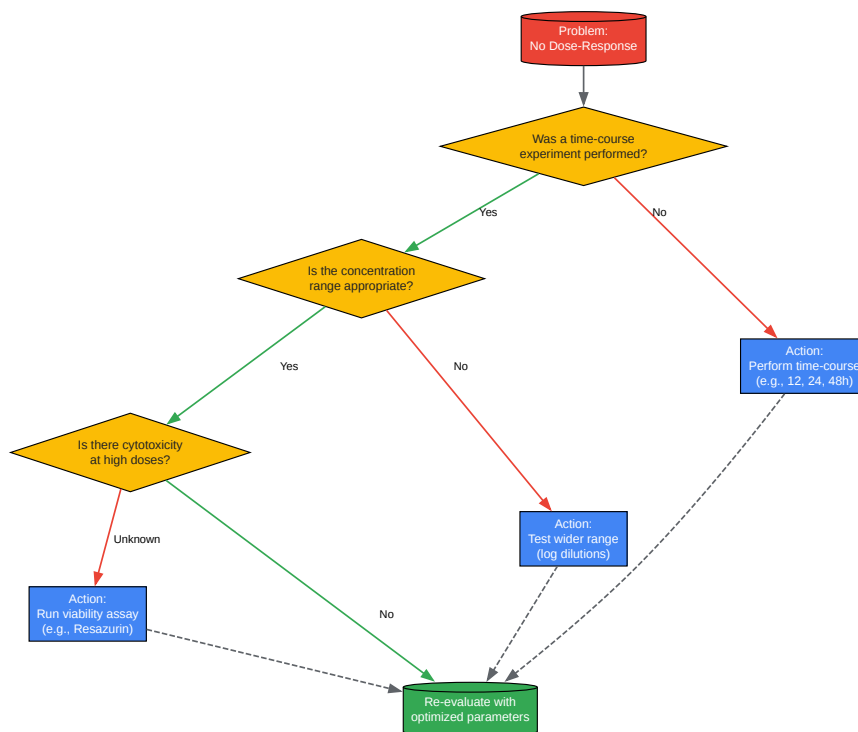 Problem:
No Dose-Response
Was a time-course
experiment performed?
Yes
No
Is the concentration
range appropriate?
Yes
No
Action:
Perform time-course
(e.g., 12, 24, 48h)
Is there cytotoxicity
at high doses?
Unknown
No
Action:
Test wider range
(log dilutions)
Action:
Run viability assay
(e.g., Resazurin)
Re-evaluate with
optimized parameters